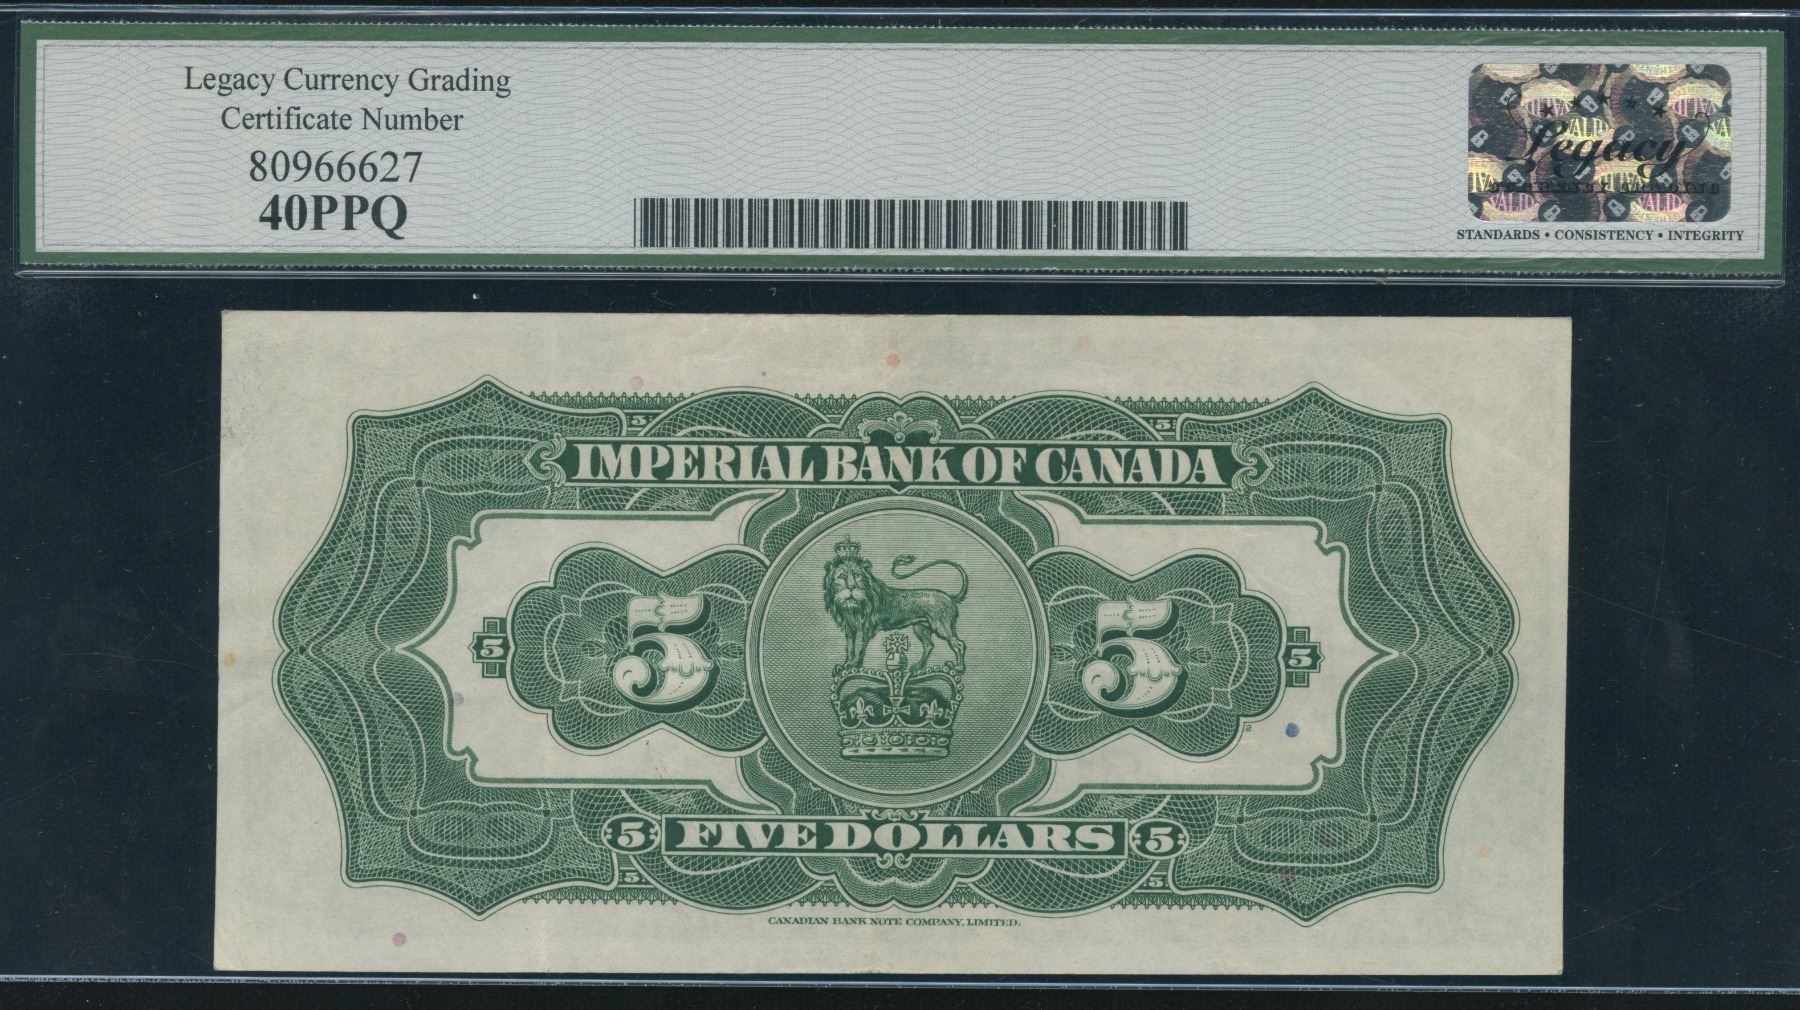 Legacy Currency Grading
Certificate Number
80966627
40PPQ
Legacy
STANDARDS • CONSISTENCY • INTEGRITY
5 5
IMPERIAL BANK OF CANADA
5 5 5 5
5 FIVE DOLLARS 5
5 5
CANADIAN BANK NOTE COMPANY, LIMITED.